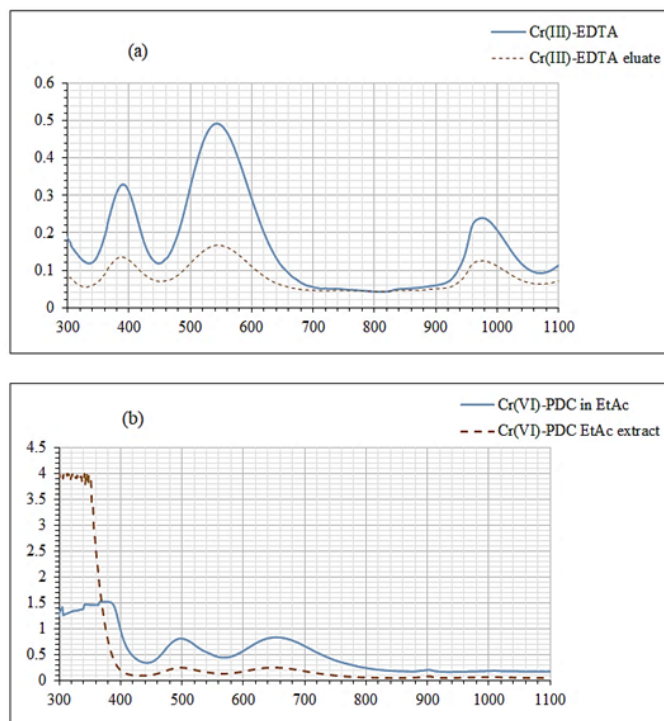 (a)
Cr(III)-EDTA
Cr(III)-EDTA eluate
0.6
0.5
0.4
0.3
0.2
0.1
0
300 400 500 600 700 800 900 1000 1100
(b)
Cr(VI)-PDC in EtAc
Cr(VI)-PDC EtAc extract
4.5
4
3.5
3
2.5
2
1.5
1
0.5
0
300 400 500 600 700 800 900 1000 1100